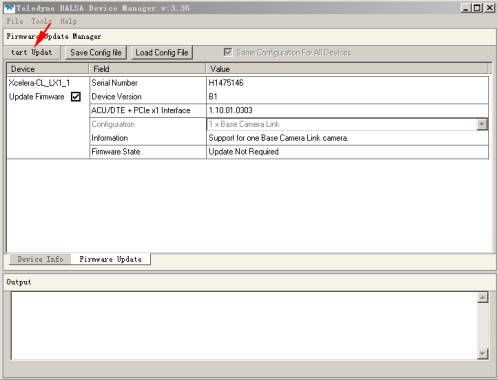 Teledyne DALSA Device Manager v:3.36
File Tools Help
Firmware Update Manager
tart Updat Save Config file Load Config File Same Configuration For All Devices
Device Field Value
Xcelera-CL_LX1_1 Serial Number H1475146
Update Firmware Device Version B1
ACU/DTE + PCIe x1 Interface 1.10.01.0303
Configuration 1 x Base Camera Link
Information Support for one Base Camera Link camera.
Firmware State Update Not Required
Device Info Firmware Update
Output